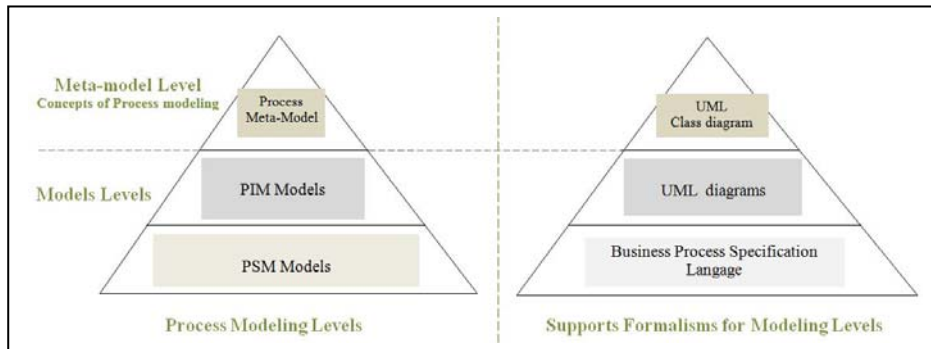 Meta-model Level
Concepts of Process modeling
Process
Meta-Model
UML
Class diagram
Models Levels
PIM Models
UML diagrams
PSM Models
Business Process Specification
Langage
Process Modeling Levels
Supports Formalisms for Modeling Levels